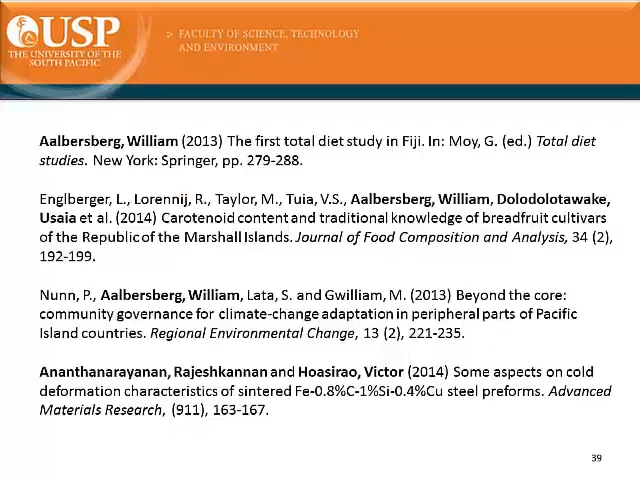 USP
THE UNIVERSITY OF THE
SOUTH PACIFIC
> FACULTY OF SCIENCE, TECHNOLOGY
AND ENVIRONMENT
Aalbersberg, William (2013) The first total diet study in Fiji. In: Moy, G. (ed.) Total diet
studies. New York: Springer, pp. 279-288.
Englberger, L., Lorennij, R., Taylor, M., Tuia, V.S., Aalbersberg, William, Dolodolotawake,
Usaia et al. (2014) Carotenoid content and traditional knowledge of breadfruit cultivars
of the Republic of the Marshall Islands. Journal of Food Composition and Analysis, 34 (2),
192-199.
Nunn, P., Aalbersberg, William, Lata, S. and Gwilliam, M. (2013) Beyond the core:
community governance for climate-change adaptation in peripheral parts of Pacific
Island countries. Regional Environmental Change, 13 (2), 221-235.
Ananthanarayanan, Rajeshkannan and Hoasirao, Victor (2014) Some aspects on cold
deformation characteristics of sintered Fe-0.8%C-1%Si-0.4%Cu steel preforms. Advanced
Materials Research, (911), 163-167.
39